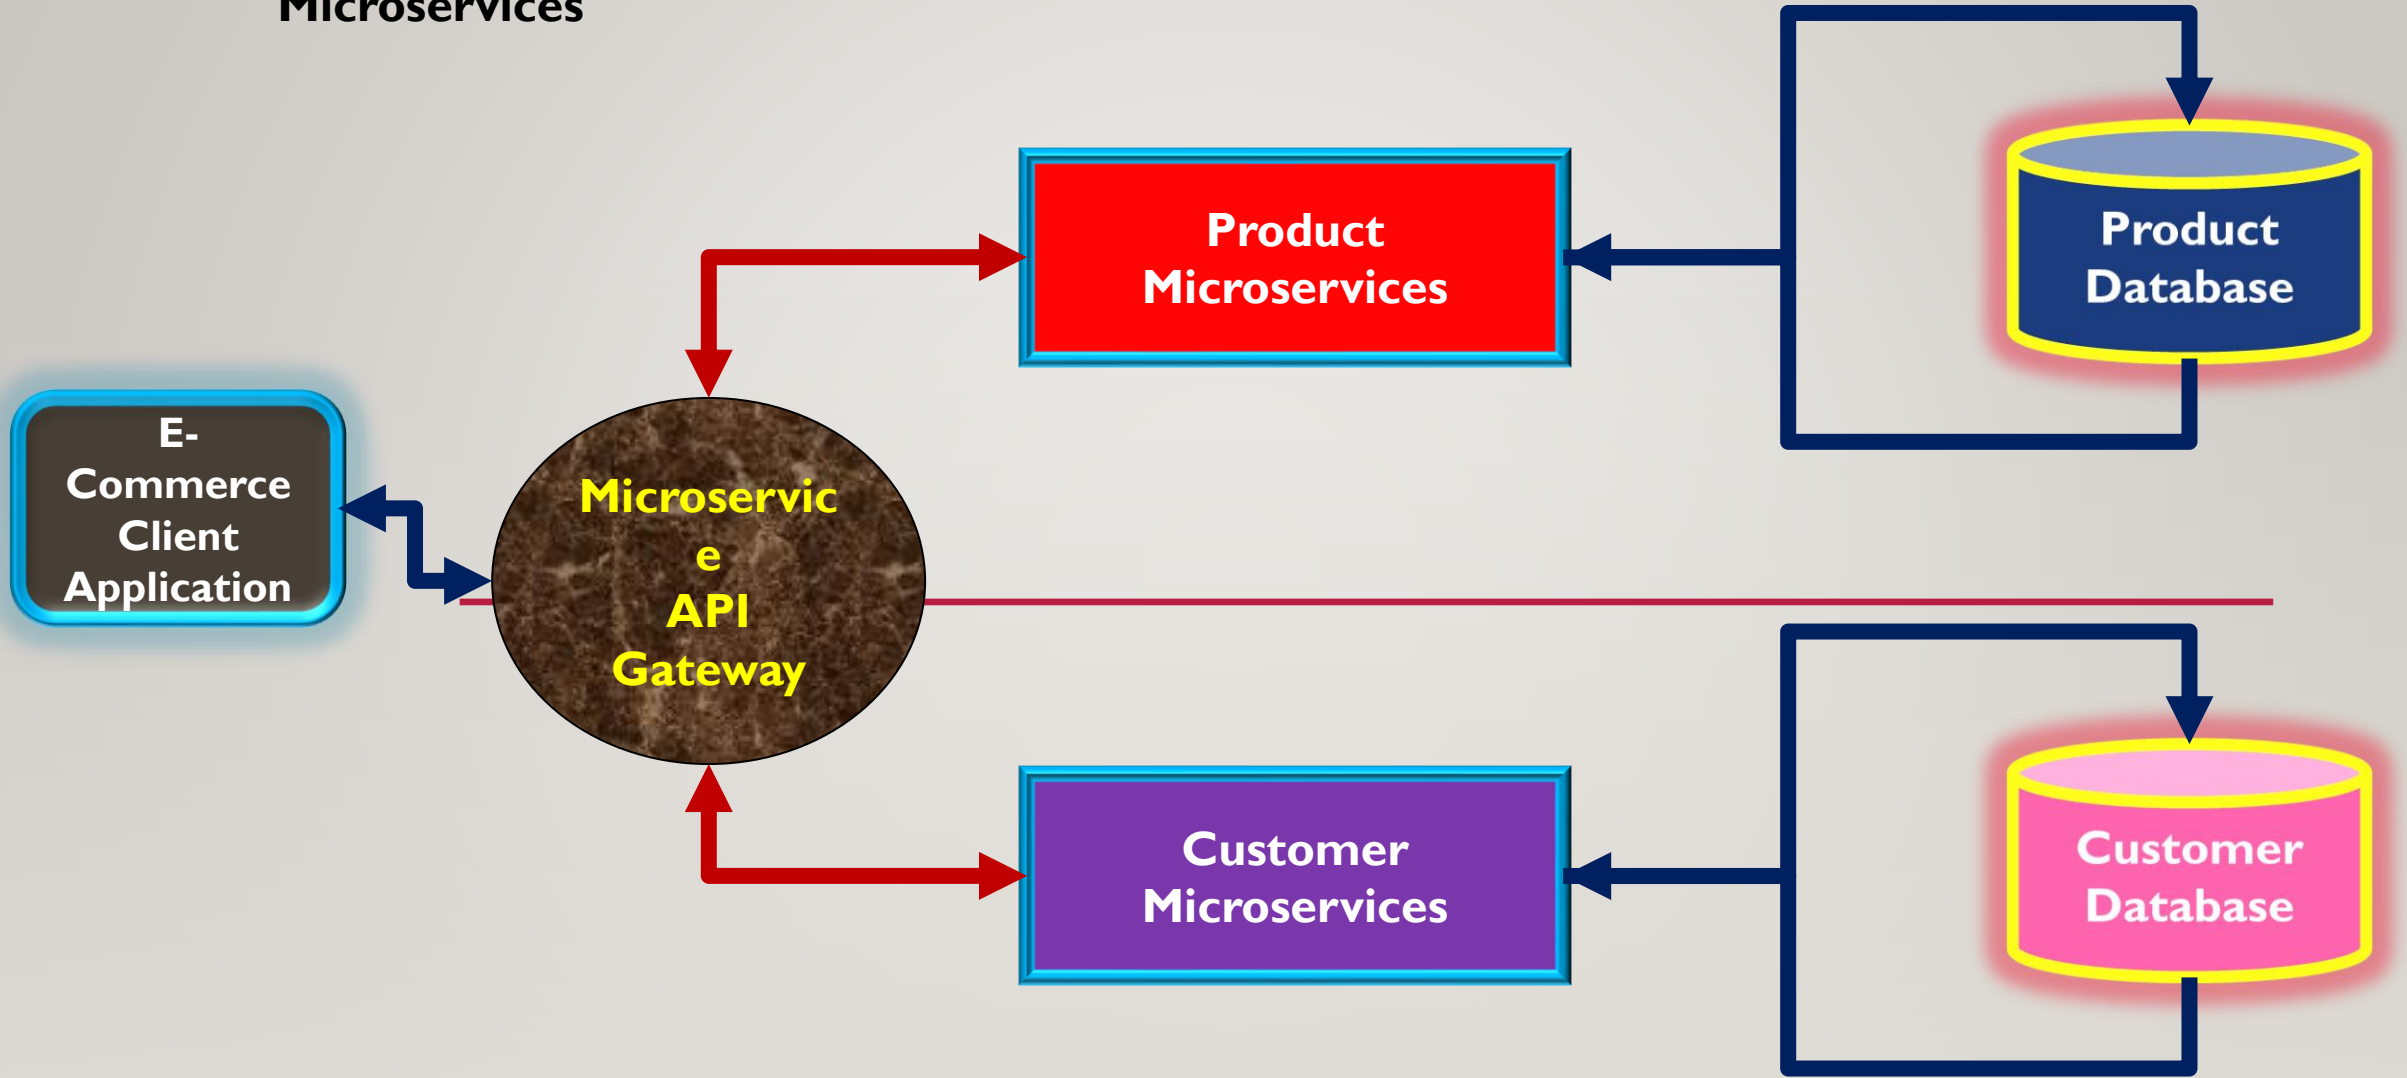 Microservices
Product
Microservices
Product
Database
E-
Commerce
Client
Application
Microservic
e
API
Gateway
Customer
Microservices
Customer
Database